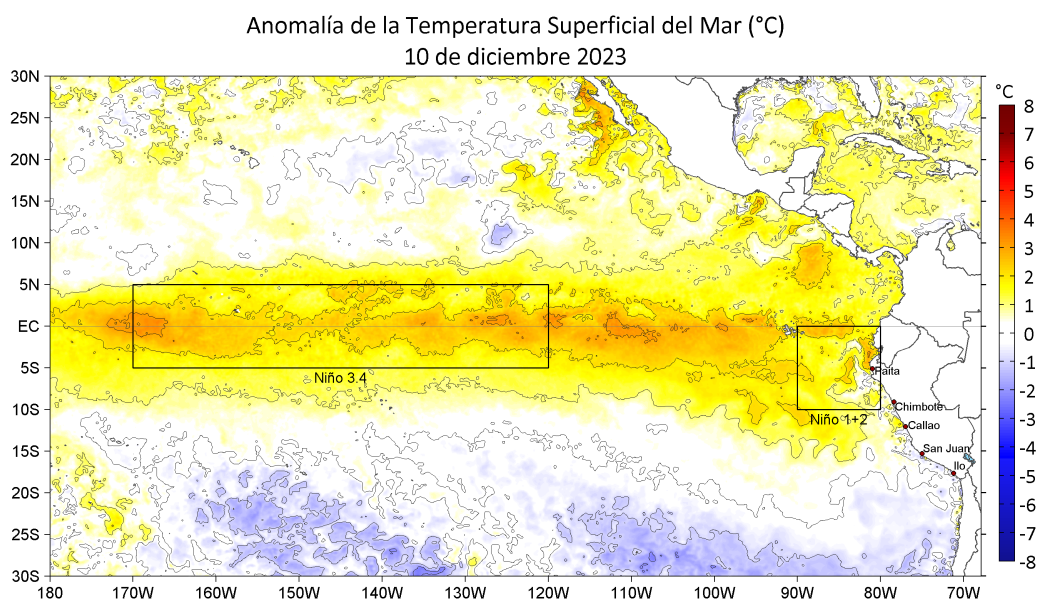 Anomalía de la Temperatura Superficial del Mar (°C)
10 de diciembre 2023
30N
25N
20N
15N
10N
5N
EC
5S
10S
15S
20S
25S
30S
180
170W
160W
150W
140W
130W
120W
110W
100W
90W
80W
70W
Niño 3.4
Niño 1+2
Paita
Chimbote
Callao
San Juan
Ilo
°C
8
7
6
5
4
3
2
1
0
-1
-2
-3
-4
-5
-6
-7
-8